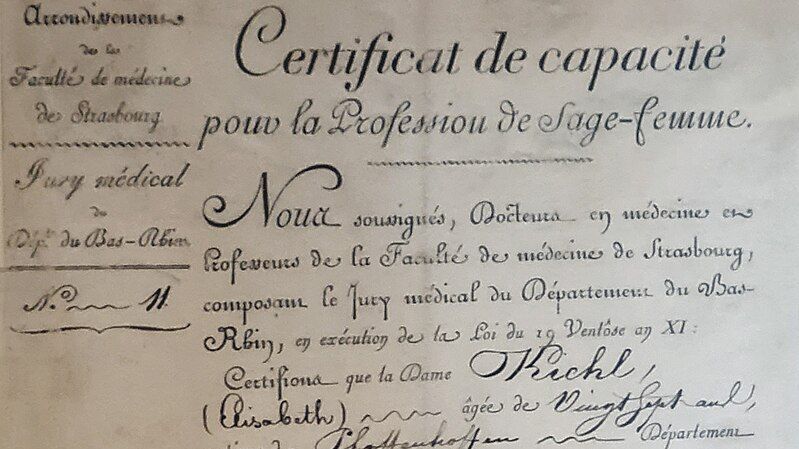 Arrondissement
de la
Faculté de médecine
de Strasbourg
Jury médical
du
Dép.t du Bas-Rhin
N.o 11.
Certificat de capacité
pour la Profession de Sage-femme.
Nous soussignés, Docteurs en médecine et
Professeurs de la Faculté de médecine de Strasbourg,
composant le Jury médical du Département du Bas-
Rhin, en exécution de la Loi du 19 Ventôse an XI:
Certifions que la Dame Kiehl,
(Elisabeth) âgée de Vingt Sept ans,
Plattenhoffen Département